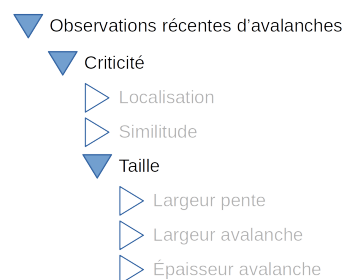 Observations récentes d’avalanches
Criticité
Localisation
Similitude
Taille
Largeur pente
Largeur avalanche
Épaisseur avalanche